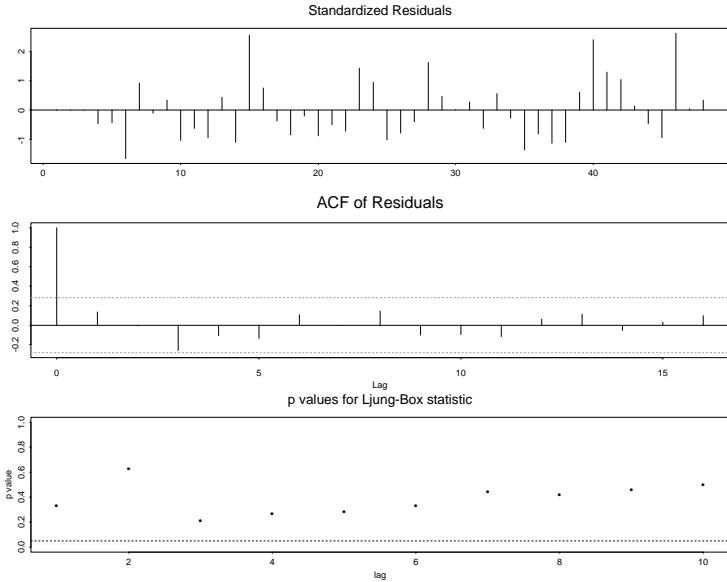 Standardized Residuals
2
1
0
-1
0 10 20 30 40
ACF of Residuals
1.0
0.8
0.6
0.4
0.2
0.0
-0.2
0 5 10 15
Lag
p values for Ljung-Box statistic
p value
1.0
0.8
0.6
0.4
0.2
0.0
2 4 6 8 10
lag